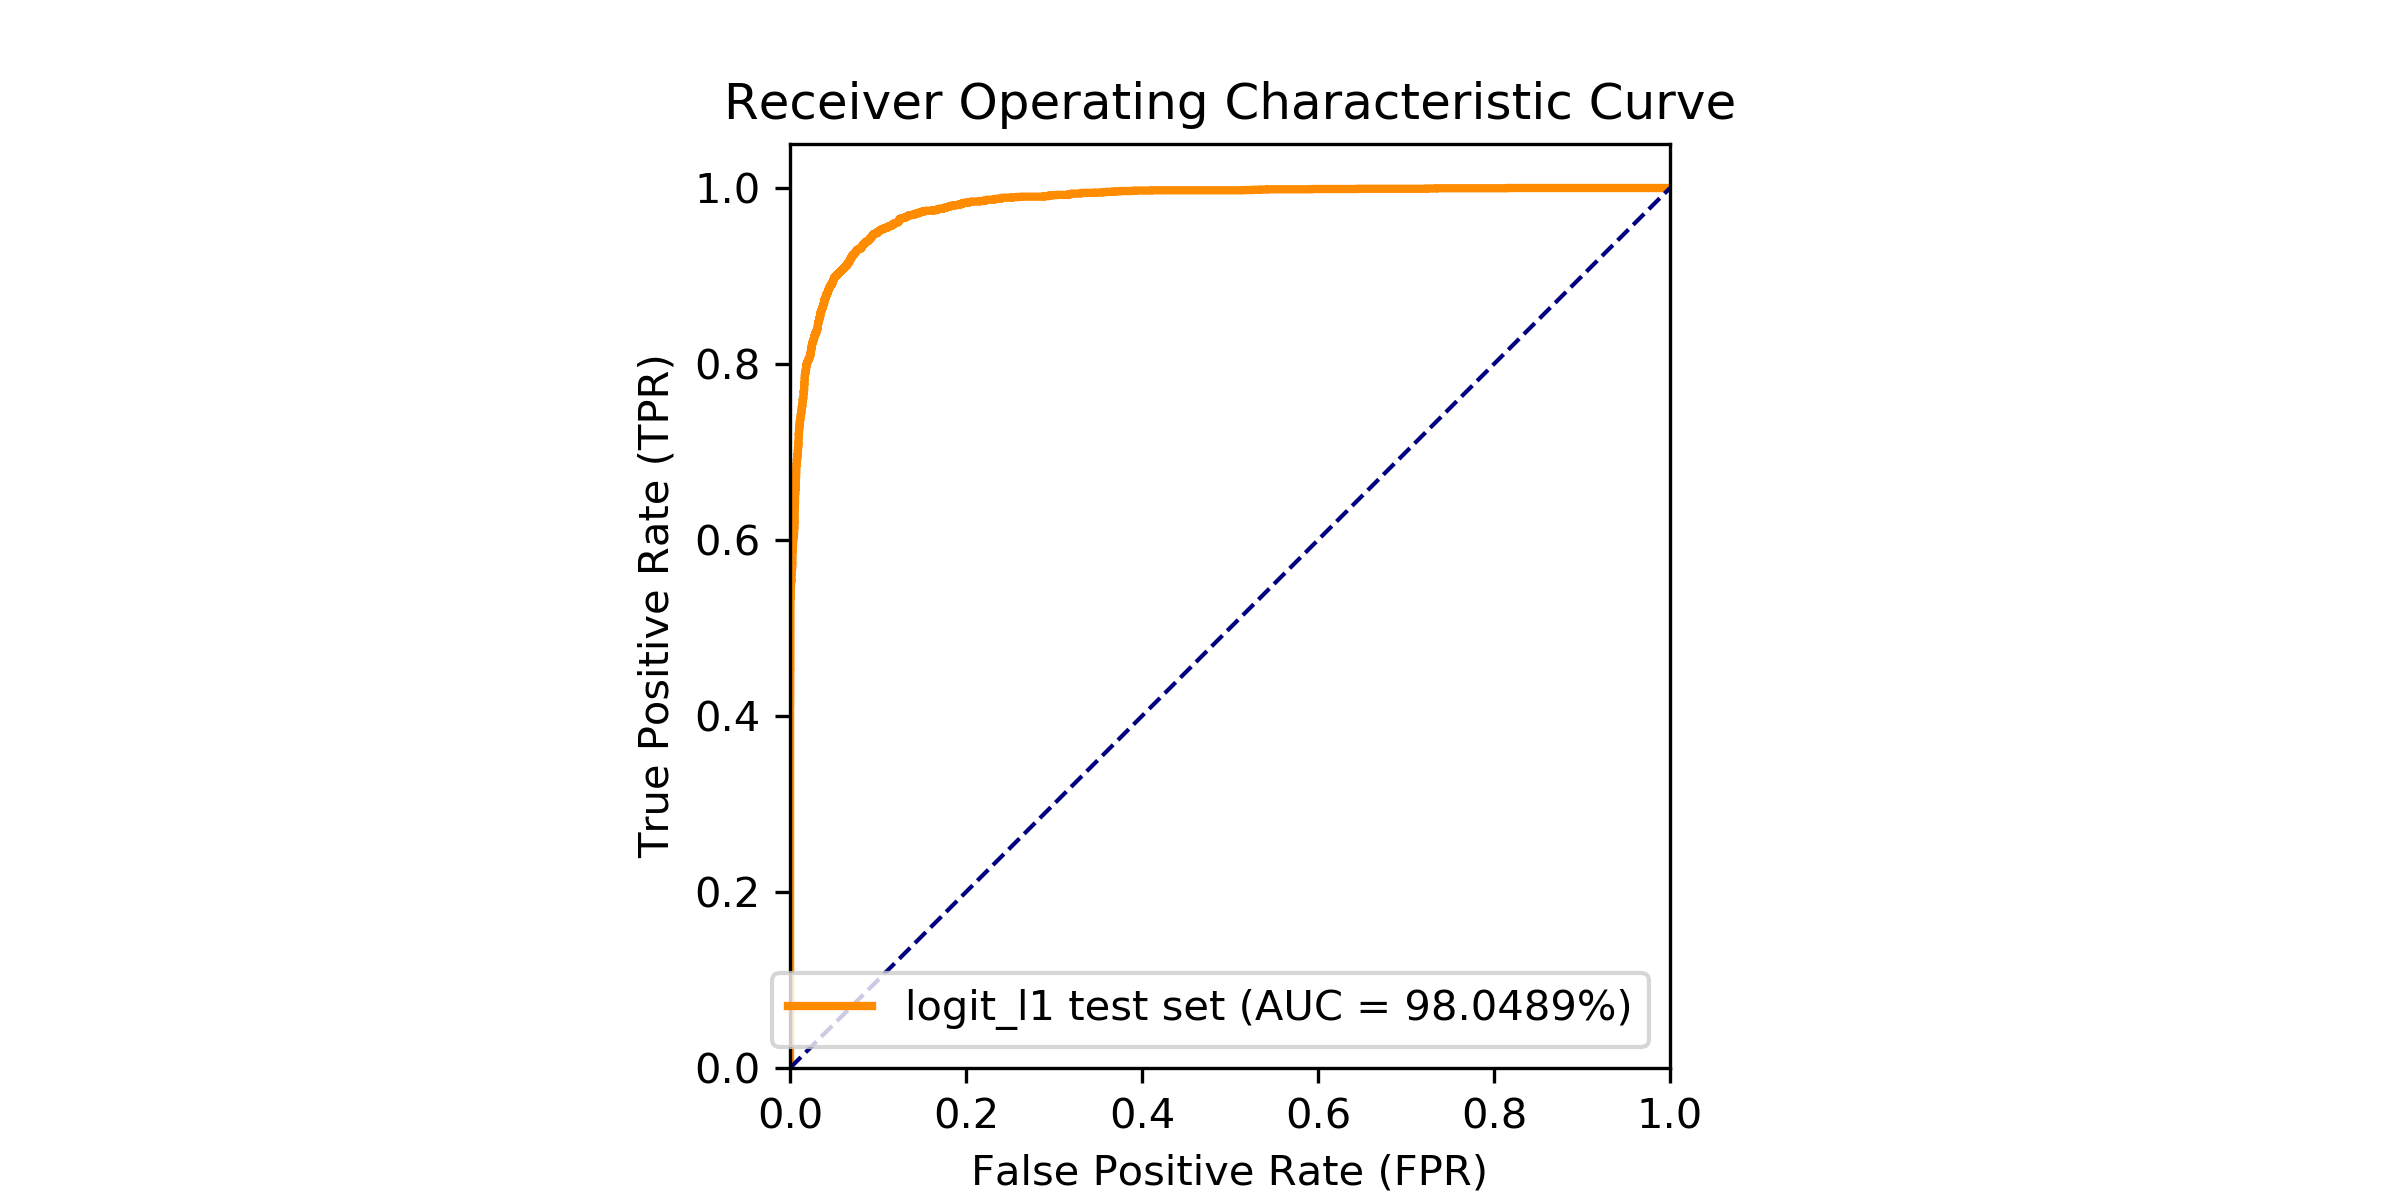 Receiver Operating Characteristic Curve
True Positive Rate (TPR)
1.0
0.8
0.6
0.4
0.2
0.0
logit_l1 test set (AUC = 98.0489%)
0.0 0.2 0.4 0.6 0.8 1.0
False Positive Rate (FPR)